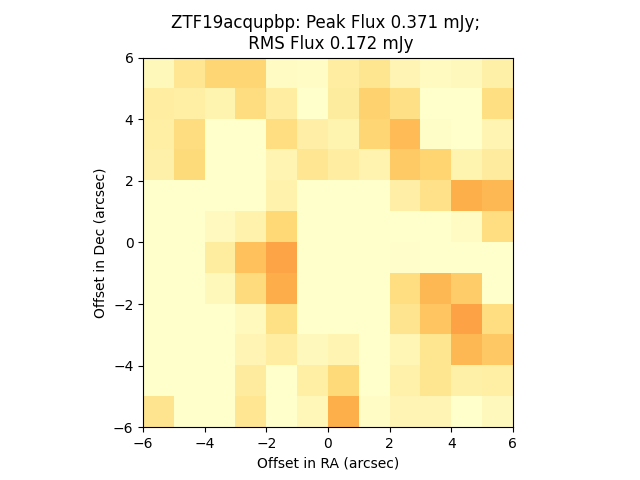 ZTF19acqupbp: Peak Flux 0.371 mJy;
RMS Flux 0.172 mJy
6
4
2
0
−2
−4
−6
Offset in Dec (arcsec)
−6 −4 −2 0 2 4 6
Offset in RA (arcsec)